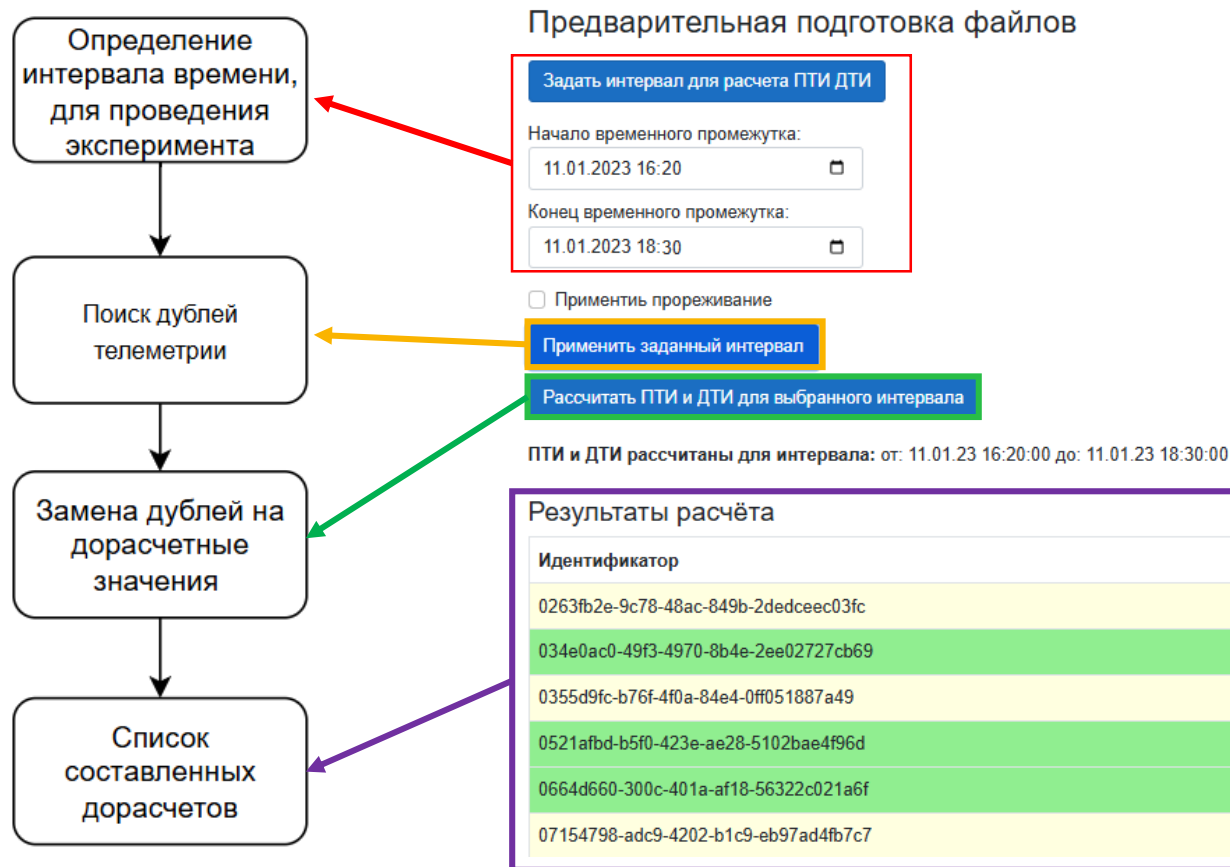 Определение
интервала времени,
для проведения
эксперимента
Поиск дублей
телеметрии
Замена дублей на
дорасчетные
значения
Список
составленных
дорасчетов
Предварительная подготовка файлов
Задать интервал для расчета ПТИ ДТИ
Начало временного промежутка:
11.01.2023 16:20
Конец временного промежутка:
11.01.2023 18:30
Приментиь прореживание
Применить заданный интервал
Рассчитать ПТИ и ДТИ для выбранного интервала
ПТИ и ДТИ рассчитаны для интервала: от: 11.01.23 16:20:00 до: 11.01.23 18:30:00
Результаты расчёта
Идентификатор
0263fb2e-9c78-48ac-849b-2dedceec03fc
034e0ac0-49f3-4970-8b4e-2ee02727cb69
0355d9fc-b76f-4f0a-84e4-0ff051887a49
0521afbd-b5f0-423e-ae28-5102bae4f96d
0664d660-300c-401a-af18-56322c021a6f
07154798-adc9-4202-b1c9-eb97ad4fb7c7